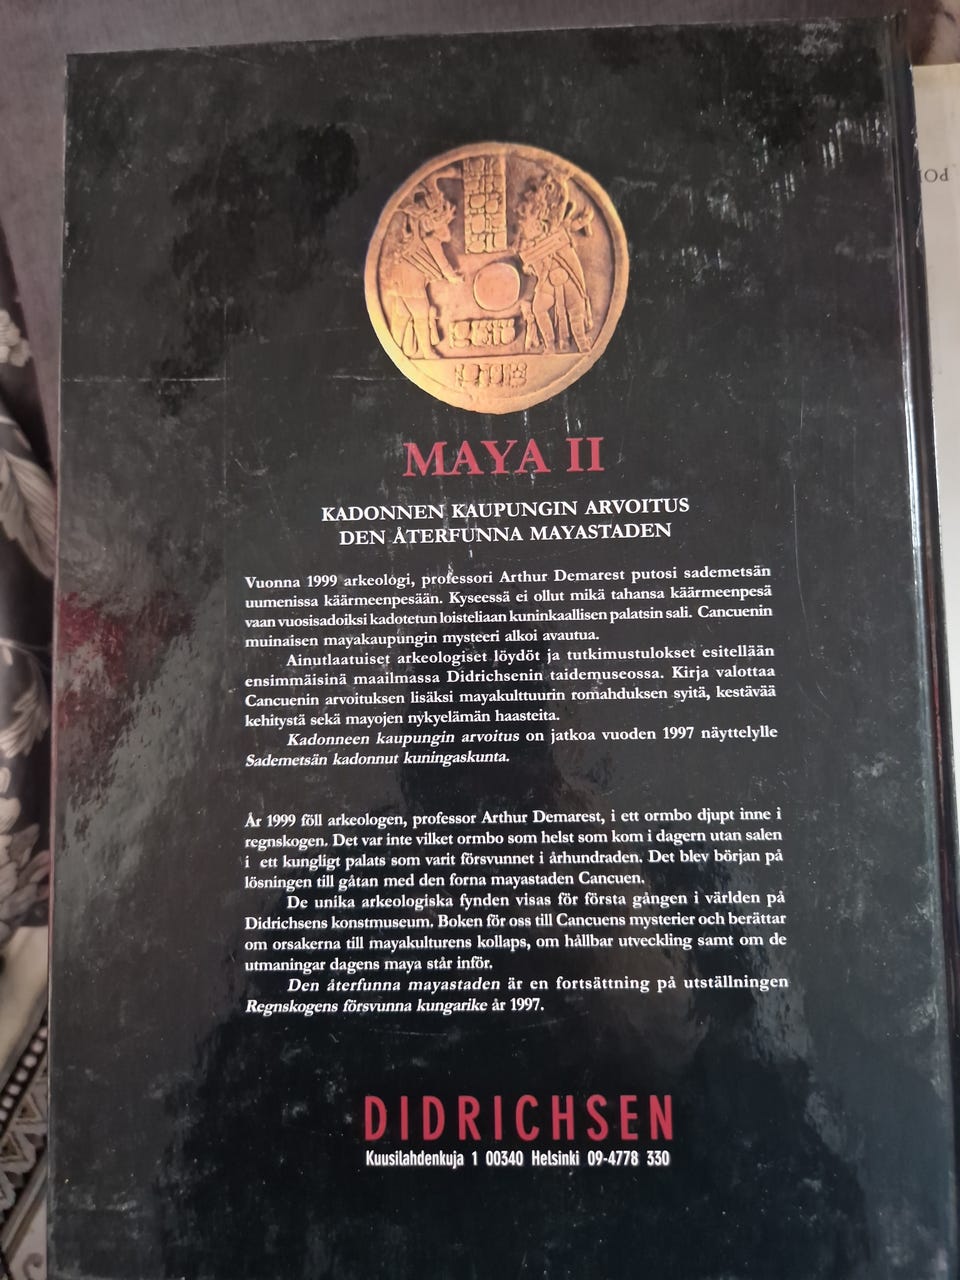 MAYA II
KADONNEN KAUPUNGIN ARVOITUS
DEN ÅTERFUNNA MAYASTADEN
Vuonna 1999 arkeologi, professori Arthur Demarest putosi sademetsän
uumenissa käärmeenpesään. Kyseessä ei ollut mikä tahansa käärmeenpesä
vaan vuosisadoiksi kadotetun loisteliaan kuninkaallisen palatsin sali. Cancuenin
muinaisen mayakaupungin mysteeri alkoi avautua.
Ainutlaatuiset arkeologiset löydöt ja tutkimustulokset esitellään
ensimmäisinä maailmassa Didrichsenin taidemuseossa. Kirja valottaa
Cancuenin arvoituksen lisäksi mayakulttuurin romahduksen syitä, kestävää
kehitystä sekä mayojen nykyelämän haasteita.
Kadonneen kaupungin arvoitus on jatkoa vuoden 1997 näyttelylle
Sademetsän kadonnut kuningaskunta.
År 1999 föll arkeologen, professor Arthur Demarest, i ett ormbo djupt inne i
regnskogen. Det var inte vilket ormbo som helst som kom i dagern utan salen
i ett kungligt palats som varit försvunnet i århundraden. Det blev början på
lösningen till gåtan med den forna mayastaden Cancuen.
De unika arkeologiska fynden visas för första gången i världen på
Didrichsens konstmuseum. Boken för oss till Cancuens mysterier och berättar
om orsakerna till mayakulturens kollaps, om hållbar utveckling samt om de
utmaningar dagens maya står inför.
Den återfunna mayastaden är en fortsättning på utställningen
Regnskogens försvunna kungarike år 1997.
DIDRICHSEN
Kuusilahdenkuja 1 00340 Helsinki 09-4778 330